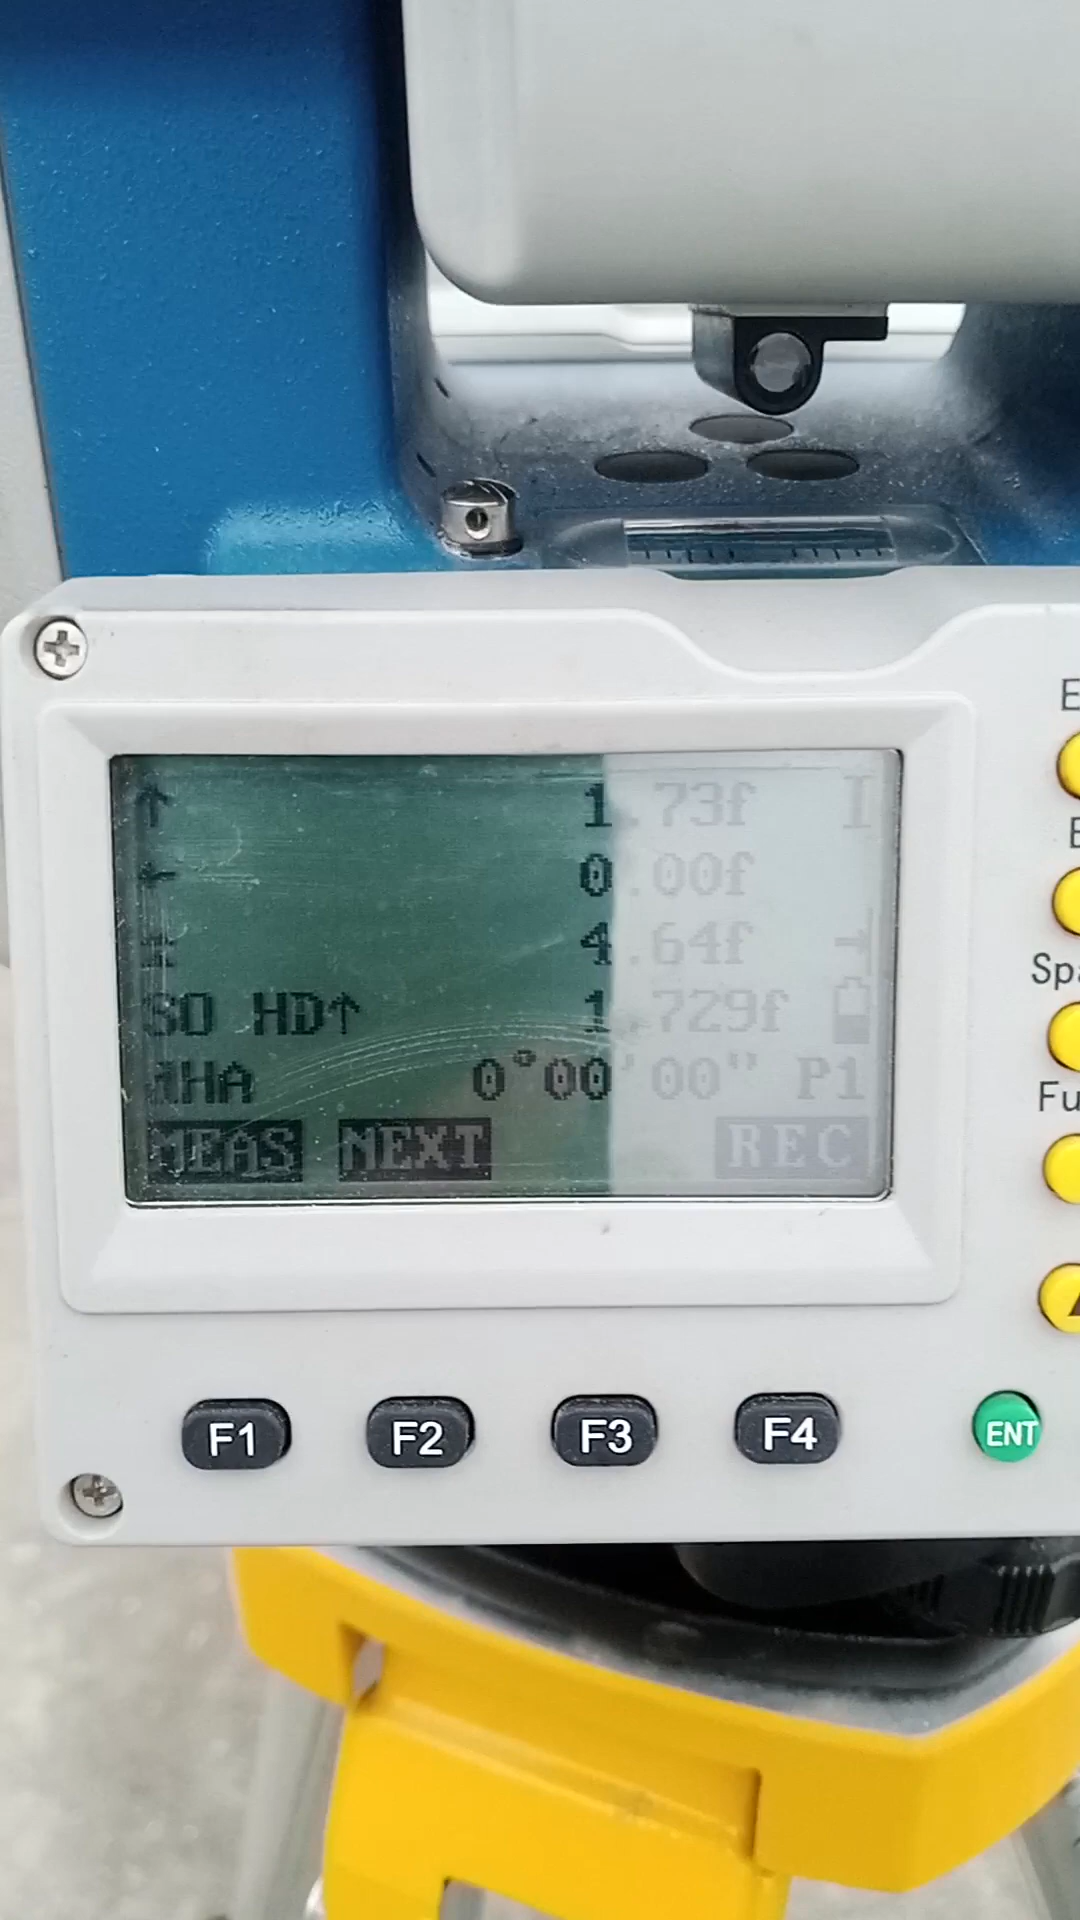 ↑ 1.73f
← 0.00f
4.64f
SO HD↑ 1.729f
dHA 0°00'00" P1
MEAS NEXT REC
F1 F2 F3 F4 ENT